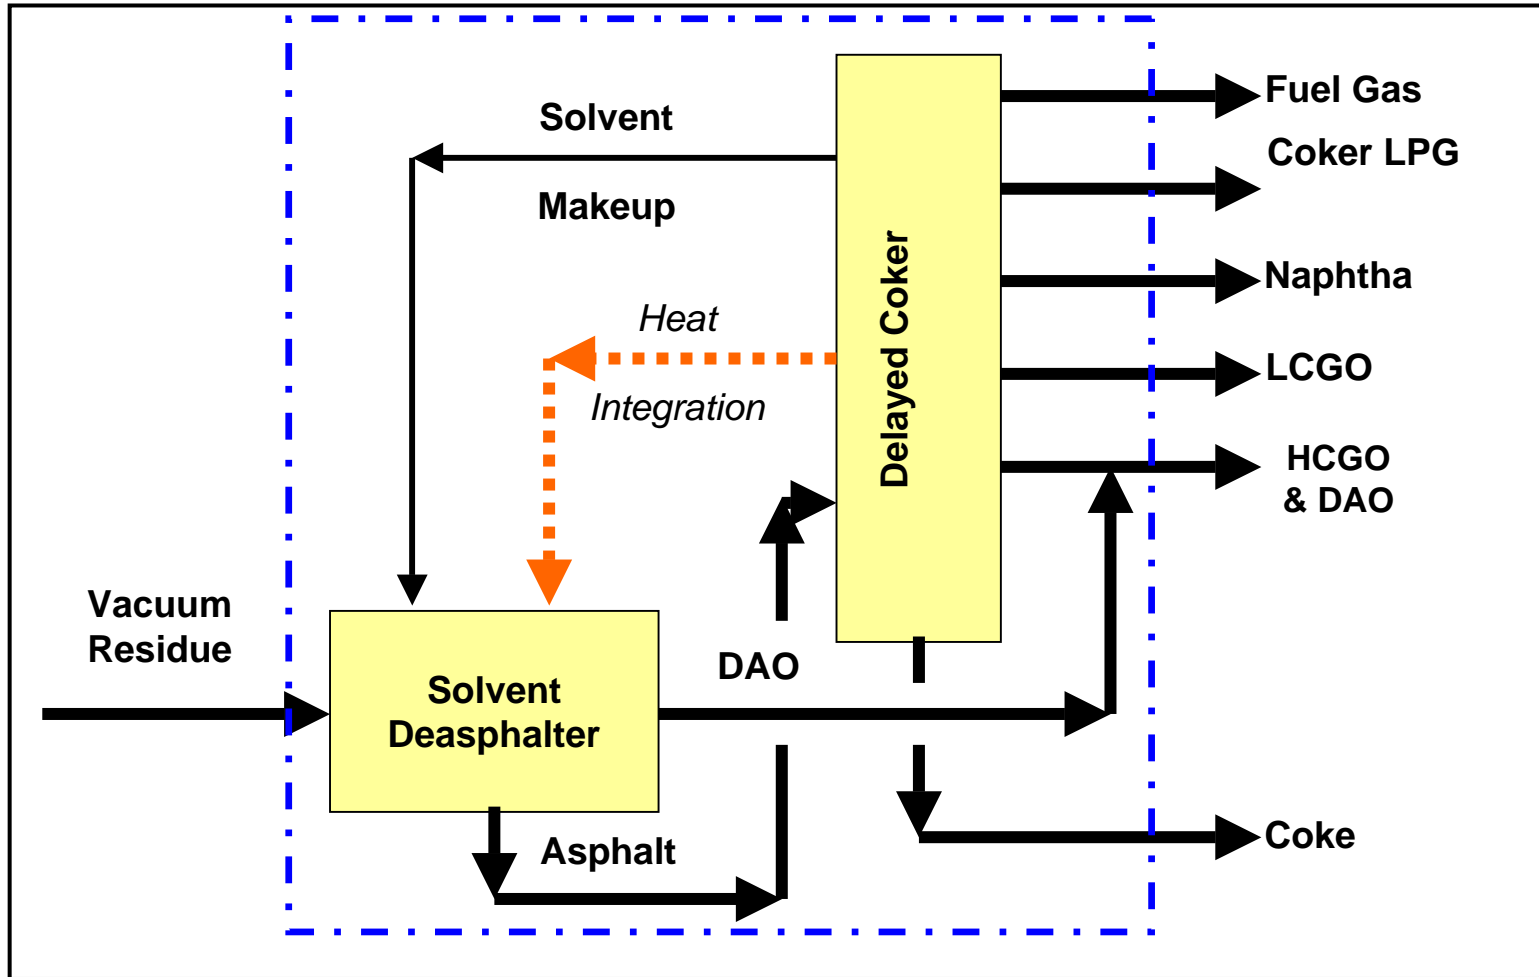 Solvent
Makeup
Heat
Integration
Delayed Coker
Fuel Gas
Coker LPG
Naphtha
LCGO
HCGO
& DAO
Vacuum
Residue
Solvent
Deasphalter
DAO
Asphalt
Coke